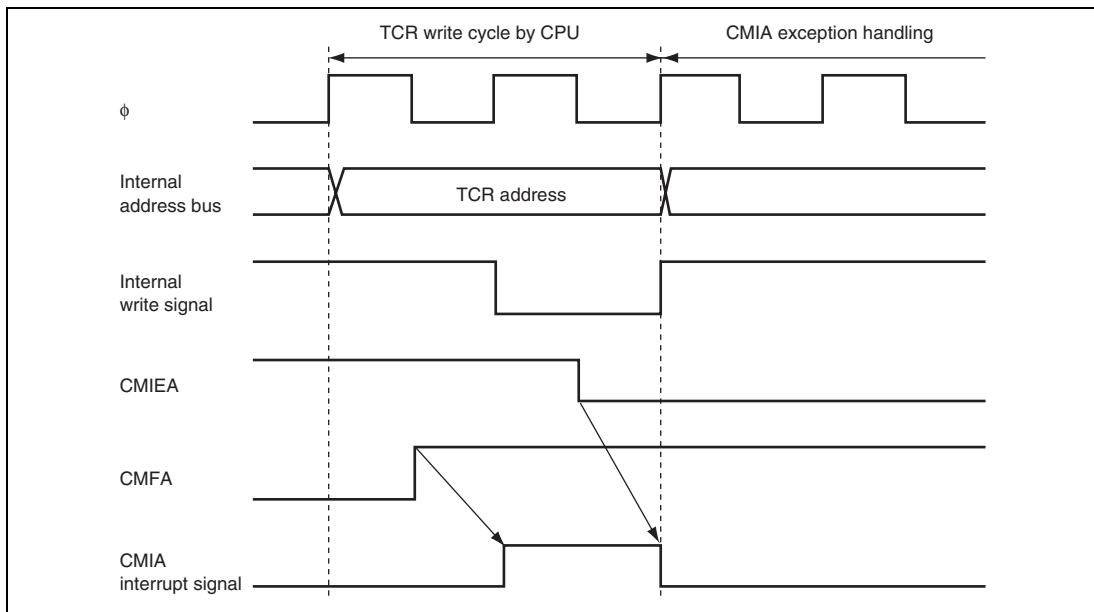 TCR write cycle by CPU
CMIA exception handling
ϕ
Internal
address bus
TCR address
Internal
write signal
CMIEA
CMFA
CMIA
interrupt signal